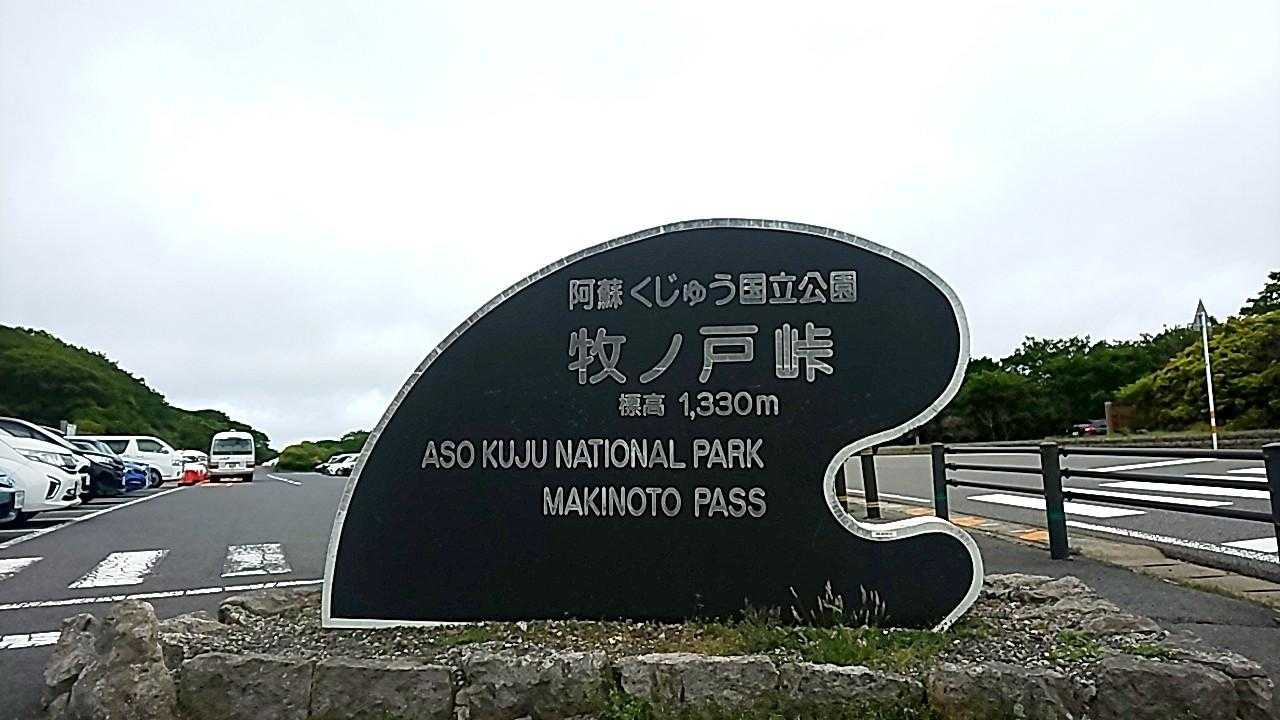 阿蘇くじゅう国立公園
牧ノ戸峠
標高 1,330m
ASO KUJU NATIONAL PARK
MAKINOTO PASS